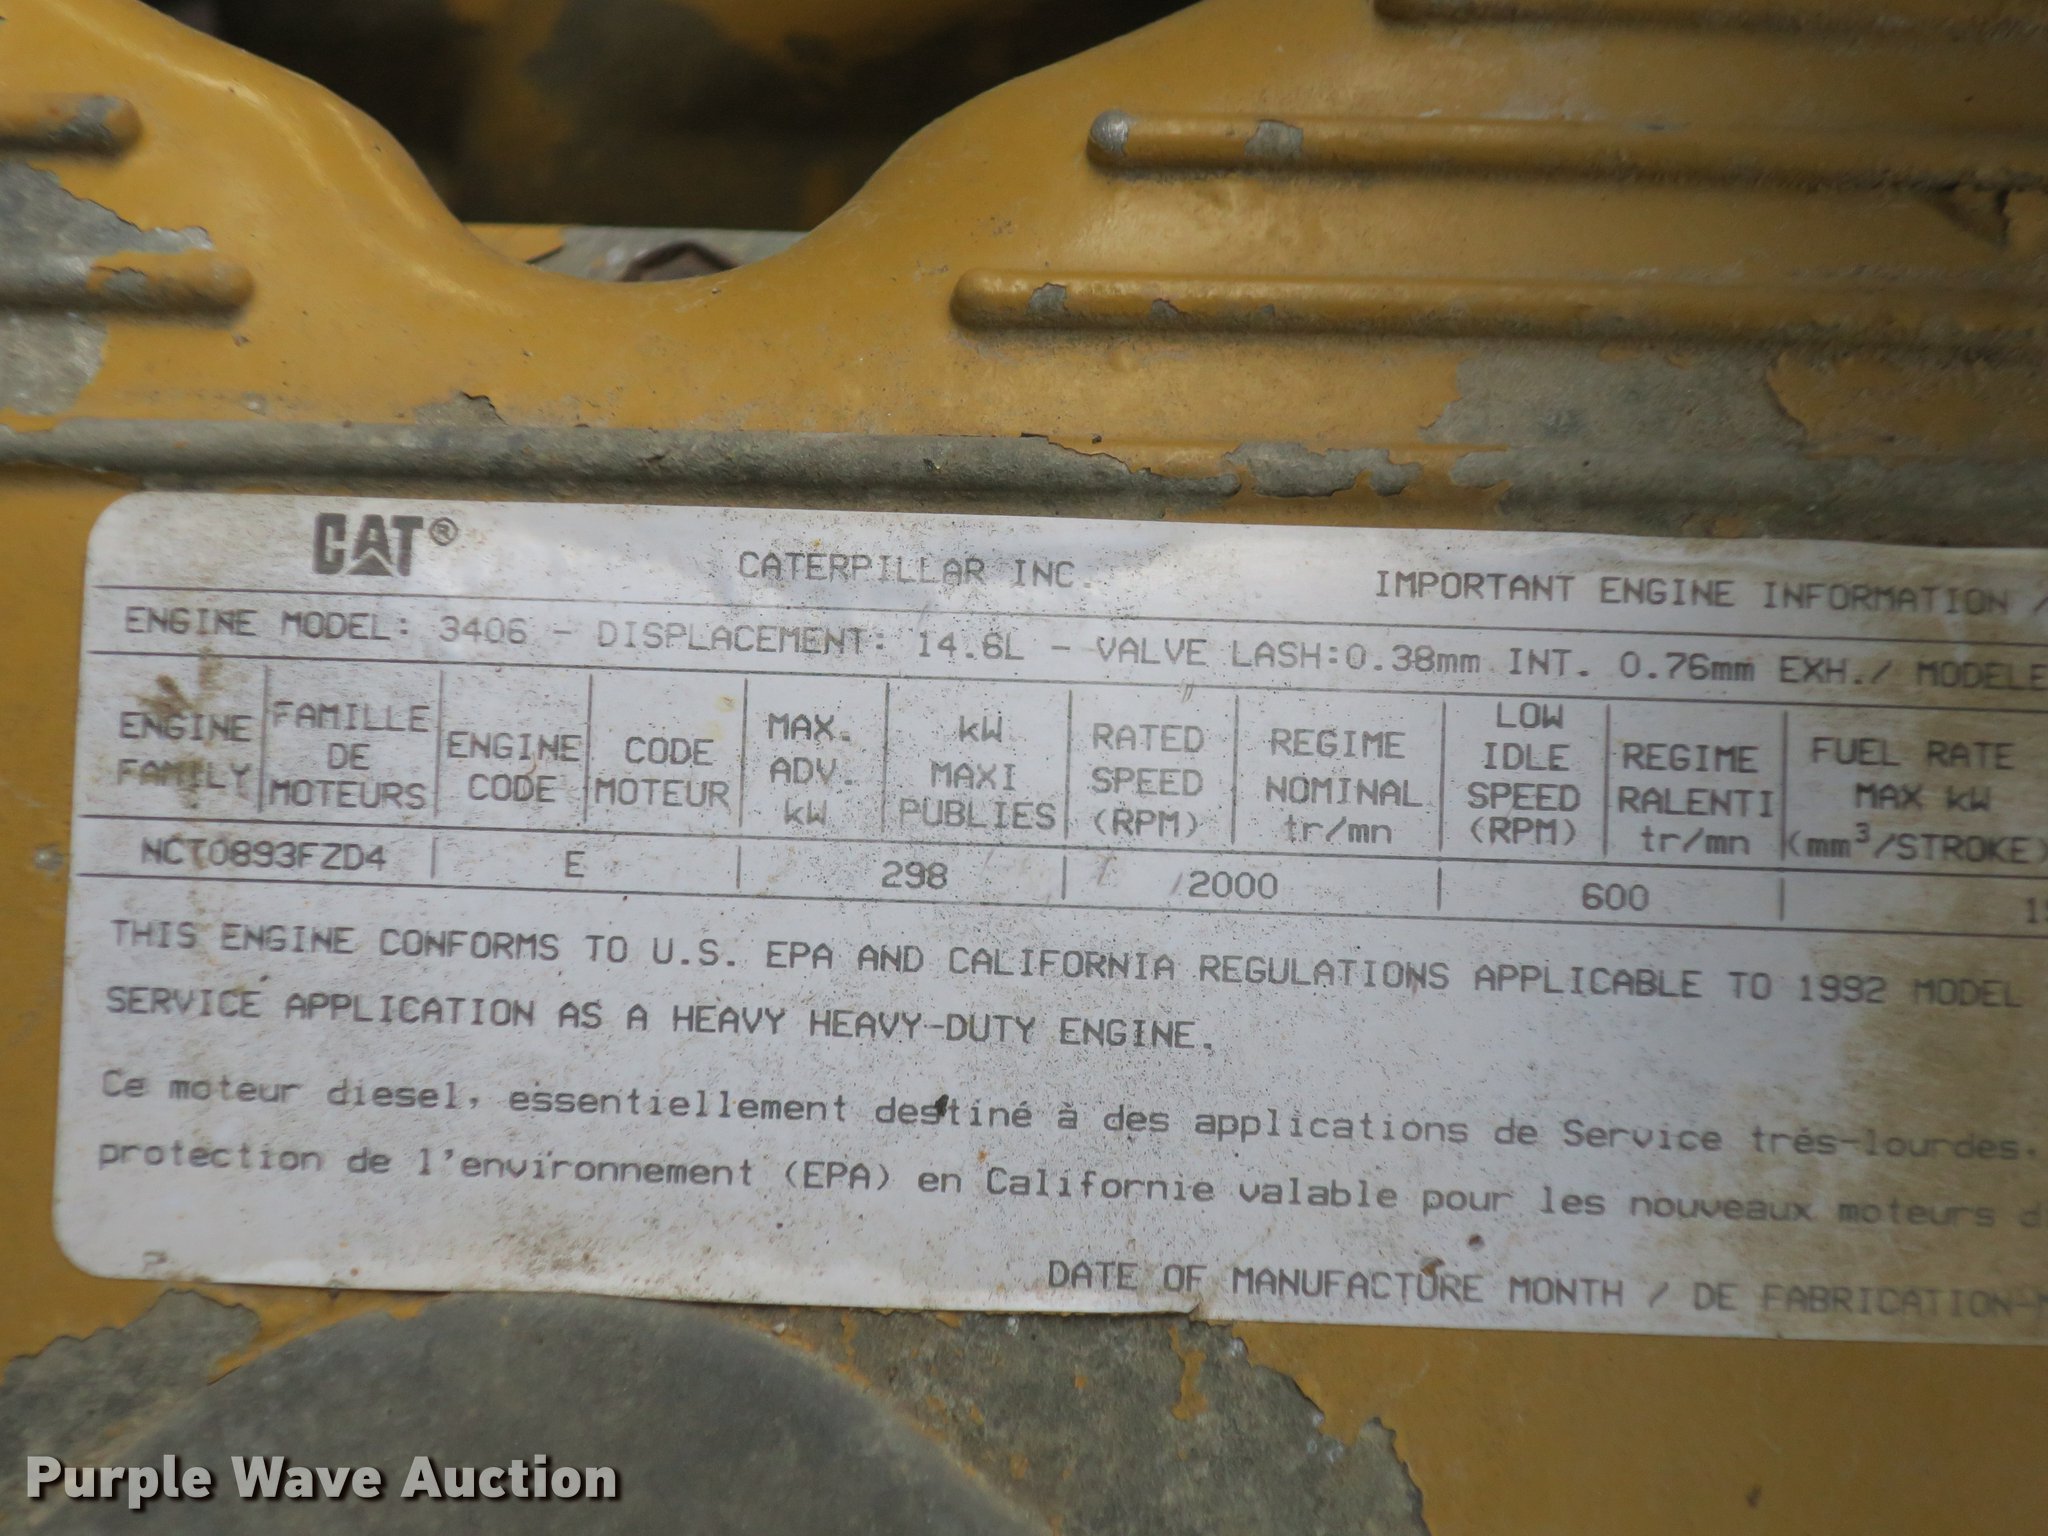 CAT®
CATERPILLAR INC.
IMPORTANT ENGINE INFORMATION /
ENGINE MODEL: 3406 - DISPLACEMENT: 14.6L - VALVE LASH:0.38mm INT. 0.76mm EXH./ MODELE
ENGINE FAMILY
FAMILLE DE MOTEURS
ENGINE CODE
CODE MOTEUR
MAX. ADV. kW
kW MAXI PUBLIES
RATED SPEED (RPM)
REGIME NOMINAL tr/mn
LOW IDLE SPEED (RPM)
REGIME RALENTI tr/mn
FUEL RATE MAX kW (mm³/STROKE)
NCT0893FZD4 E 298 2000 600
THIS ENGINE CONFORMS TO U.S. EPA AND CALIFORNIA REGULATIONS APPLICABLE TO 1992 MODEL
SERVICE APPLICATION AS A HEAVY HEAVY-DUTY ENGINE.
Ce moteur diesel, essentiellement destiné à des applications de Service trés-lourdes.
protection de l'environnement (EPA) en Californie valable pour les nouveaux moteurs
DATE OF MANUFACTURE MONTH / DE FABRICATION-
Purple Wave Auction